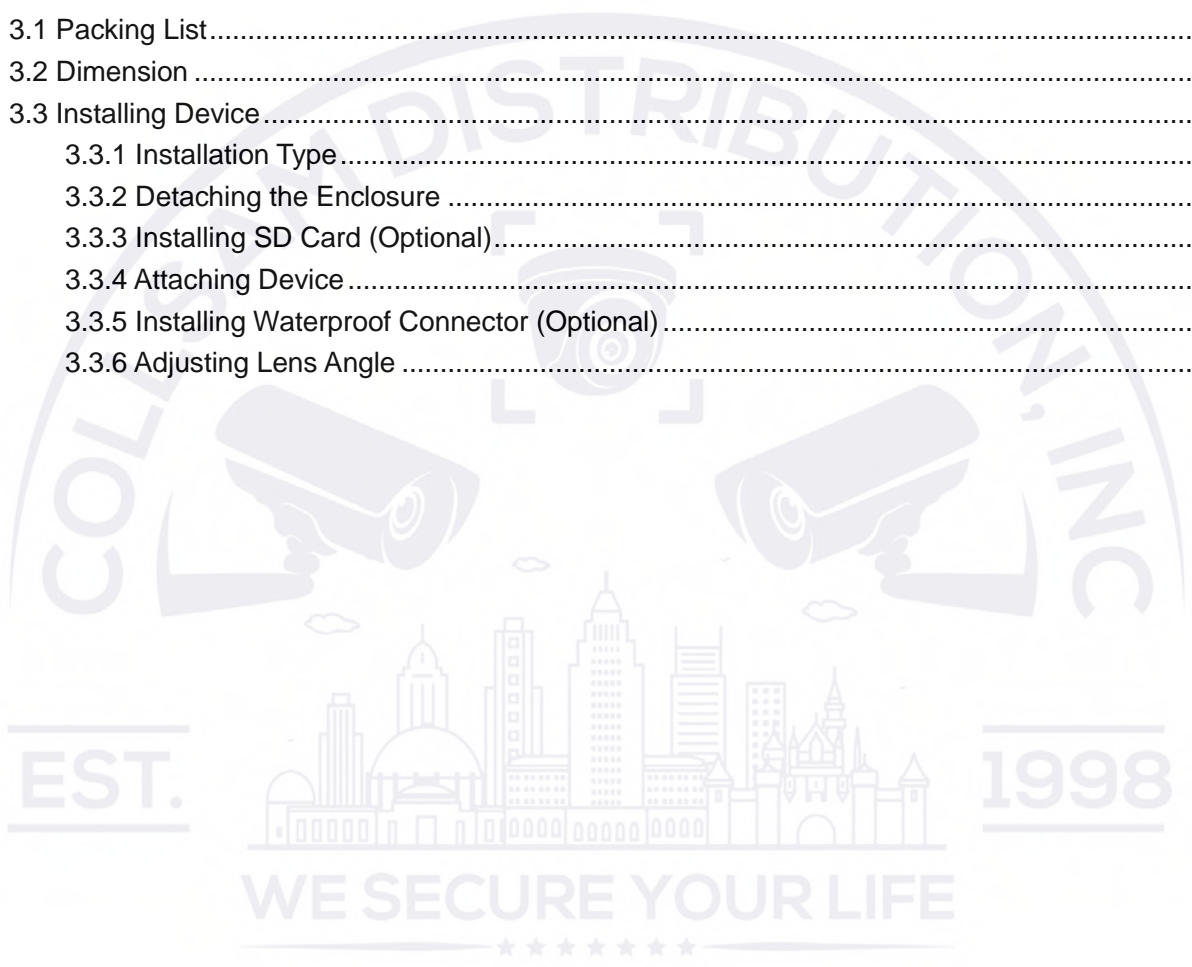 3.1 Packing List........................................................................................................................
3.2 Dimension ........................................................................................................................
3.3 Installing Device........................................................................................................................
3.3.1 Installation Type........................................................................................................................
3.3.2 Detaching the Enclosure ........................................................................................................................
3.3.3 Installing SD Card (Optional)........................................................................................................................
3.3.4 Attaching Device........................................................................................................................
3.3.5 Installing Waterproof Connector (Optional) ........................................................................................................................
3.3.6 Adjusting Lens Angle ........................................................................................................................
COLE SAM DISTRIBUTION, INC
EST. 1998
WE SECURE YOUR LIFE